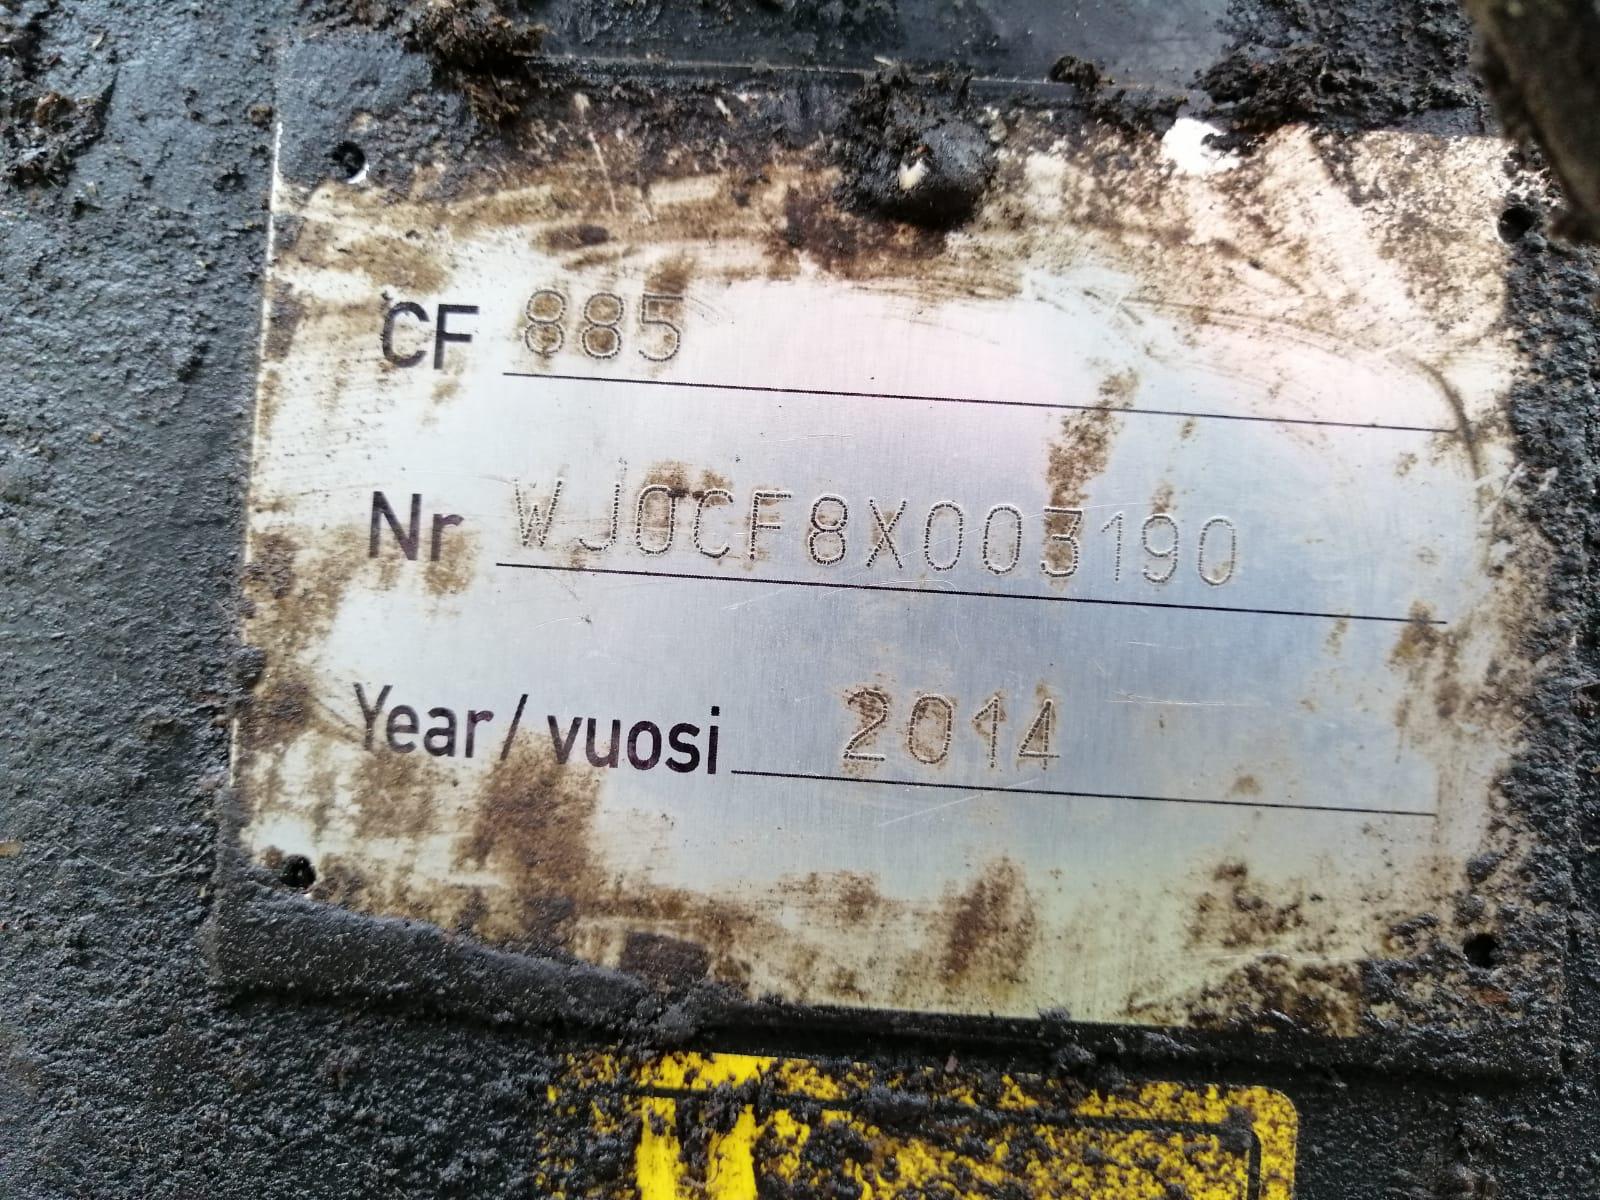 CF 885
Nr WJ0CF8X003190
Year/vuosi 2014